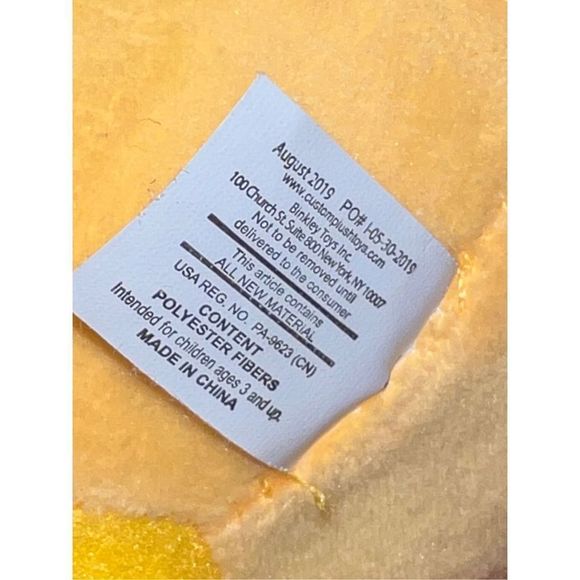 August 2019 PO# I-05-30-2019
www.customplushtoys.com
Binkley Toys Inc.
100 Church St. Suite 800 New York, NY 10007
Not to be removed until
delivered to the consumer
This article contains
ALL NEW MATERIAL
USA REG. NO. PA-9623 (CN)
CONTENT
POLYESTER FIBERS
Intended for children ages 3 and up.
MADE IN CHINA